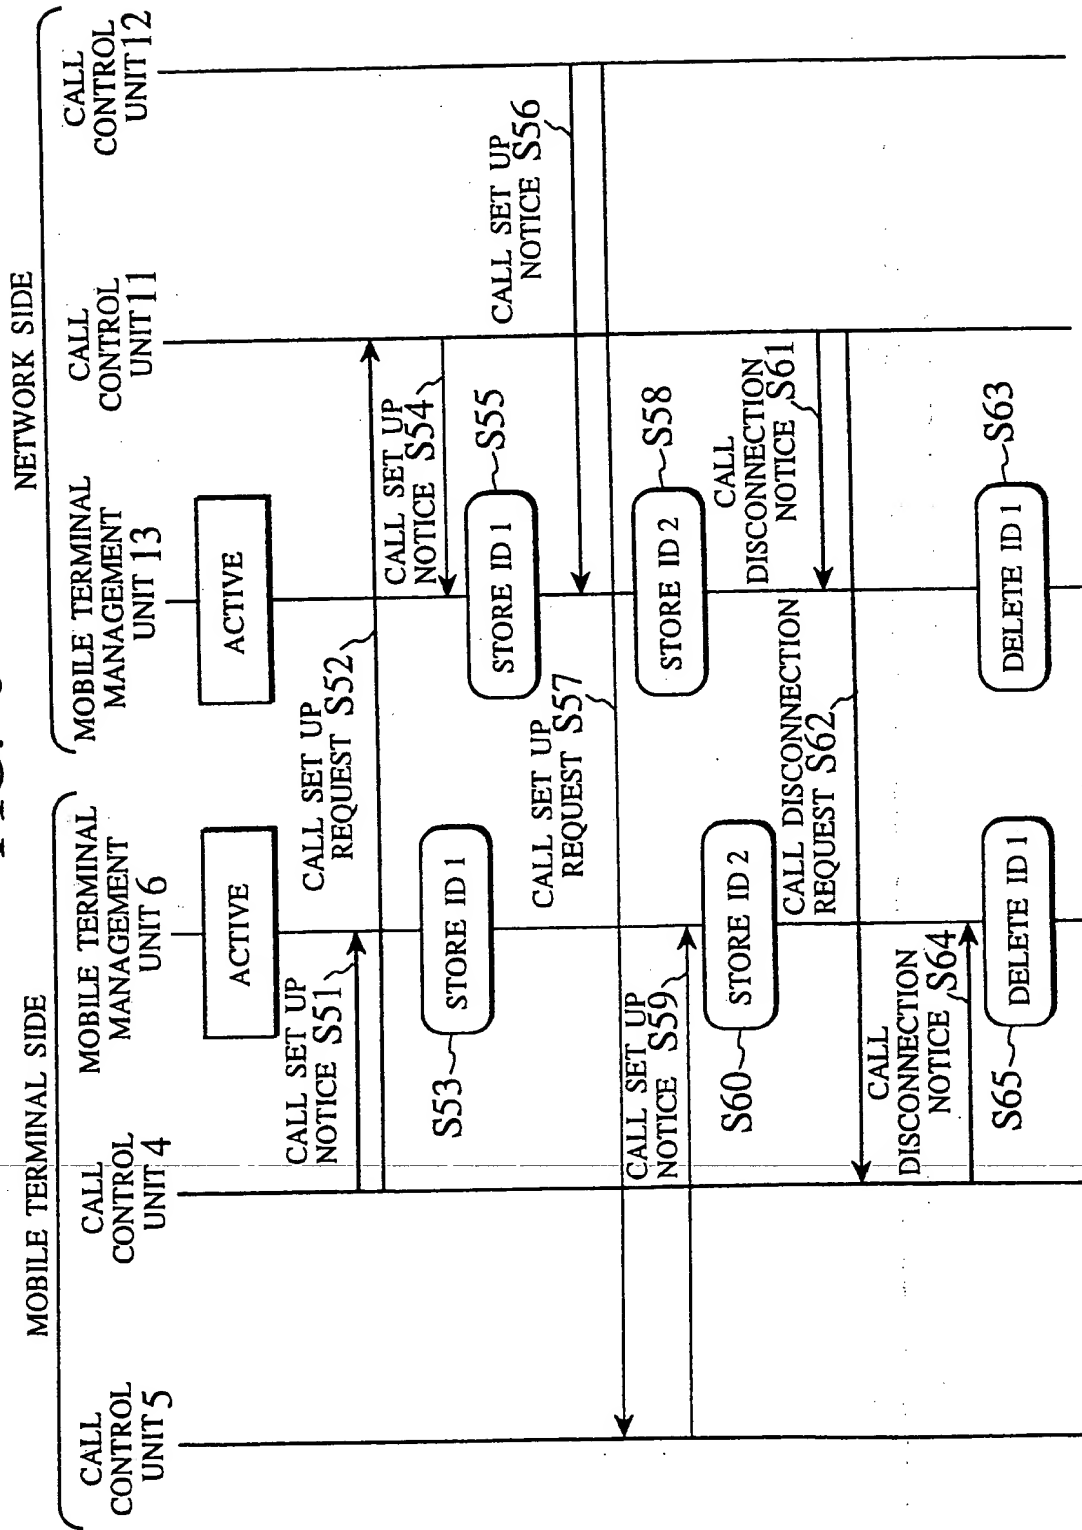 MOBILE TERMINAL SIDE
NETWORK SIDE
CALL
CONTROL
UNIT 5
CALL
CONTROL
UNIT 4
MOBILE TERMINAL
MANAGEMENT
UNIT 6
MOBILE TERMINAL
MANAGEMENT
UNIT 13
CALL
CONTROL
UNIT 11
CALL
CONTROL
UNIT 12
ACTIVE
ACTIVE
CALL SET UP
NOTICE S51
CALL SET UP
REQUEST S52
S53
STORE ID 1
CALL SET UP
NOTICE S54
STORE ID 1
S55
CALL SET UP
NOTICE S56
CALL SET UP
REQUEST S57
STORE ID 2
S58
CALL SET UP
NOTICE S59
S60
STORE ID 2
CALL
DISCONNECTION
NOTICE S61
CALL DISCONNECTION
REQUEST S62
DELETE ID 1
S63
CALL
DISCONNECTION
NOTICE S64
S65
DELETE ID 1